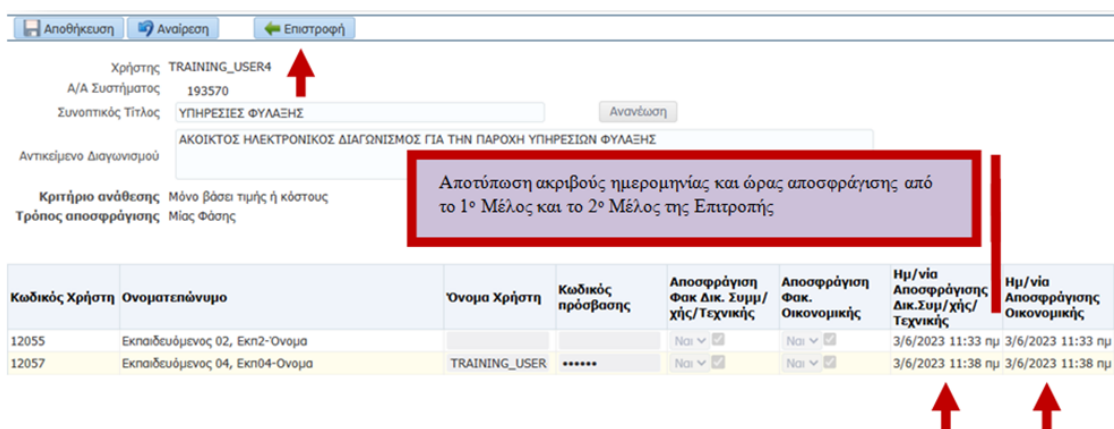 Αποθήκευση Αναίρεση Επιστροφή
Χρήστης TRAINING_USER4
Α/Α Συστήματος 193570
Συνοπτικός Τίτλος ΥΠΗΡΕΣΙΕΣ ΦΥΛΑΞΗΣ Ανανέωση
Αντικείμενο Διαγωνισμού ΑΚΟΙΚΤΟΣ ΗΛΕΚΤΡΟΝΙΚΟΣ ΔΙΑΓΩΝΙΣΜΟΣ ΓΙΑ ΤΗΝ ΠΑΡΟΧΗ ΥΠΗΡΕΣΙΩΝ ΦΥΛΑΞΗΣ
Αποτύπωση ακριβούς ημερομηνίας και ώρας αποσφράγισης από
το 1ο Μέλος και το 2ο Μέλος της Επιτροπής
Κριτήριο ανάθεσης Μόνο βάσει τιμής ή κόστους
Τρόπος αποσφράγισης Μίας Φάσης
Κωδικός Χρήστη Ονοματεπώνυμο Όνομα Χρήστη Κωδικός πρόσβασης Αποσφράγιση Φακ Δικ. Συμμ/χής/Τεχνικής Αποσφράγιση Φακ. Οικονομικής Ημ/νία Αποσφράγισης Δικ.Συμ/χής/Τεχνικής Ημ/νία Αποσφράγισης Οικονομικής
12055 Εκπαιδευόμενος 02, Εκπ2-Όνομα Ναι Ναι 3/6/2023 11:33 πμ 3/6/2023 11:33 πμ
12057 Εκπαιδευόμενος 04, Εκπ04-Ονομα TRAINING_USER •••••• Ναι Ναι 3/6/2023 11:38 πμ 3/6/2023 11:38 πμ